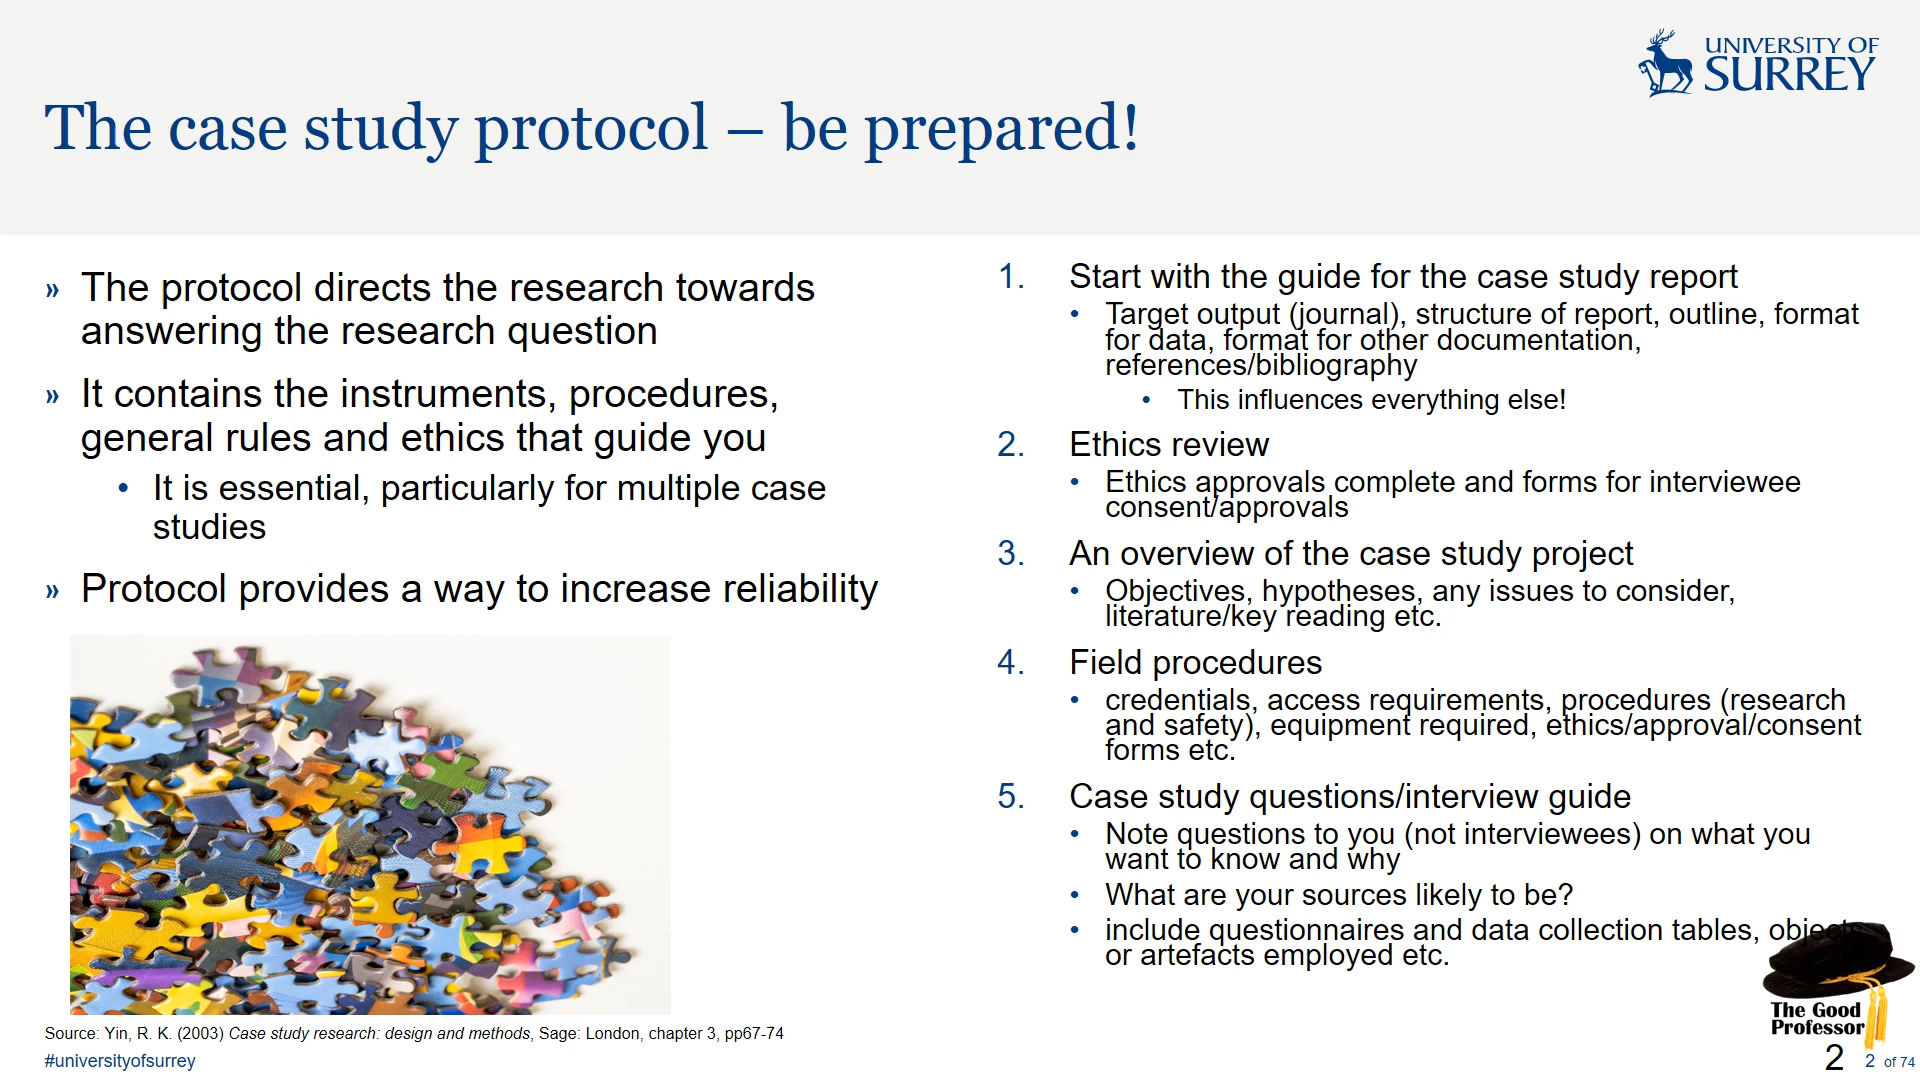 UNIVERSITY OF
SURREY
The case study protocol – be prepared!
» The protocol directs the research towards
answering the research question
» It contains the instruments, procedures,
general rules and ethics that guide you
• It is essential, particularly for multiple case
studies
» Protocol provides a way to increase reliability
Source: Yin, R. K. (2003) Case study research: design and methods, Sage: London, chapter 3, pp67-74
#universityofsurrey
1. Start with the guide for the case study report
• Target output (journal), structure of report, outline, format
for data, format for other documentation,
references/bibliography
• This influences everything else!
2. Ethics review
• Ethics approvals complete and forms for interviewee
consent/approvals
3. An overview of the case study project
• Objectives, hypotheses, any issues to consider,
literature/key reading etc.
4. Field procedures
• credentials, access requirements, procedures (research
and safety), equipment required, ethics/approval/consent
forms etc.
5. Case study questions/interview guide
• Note questions to you (not interviewees) on what you
want to know and why
• What are your sources likely to be?
• include questionnaires and data collection tables, objects
or artefacts employed etc.
The Good
Professor
2 2 of 74